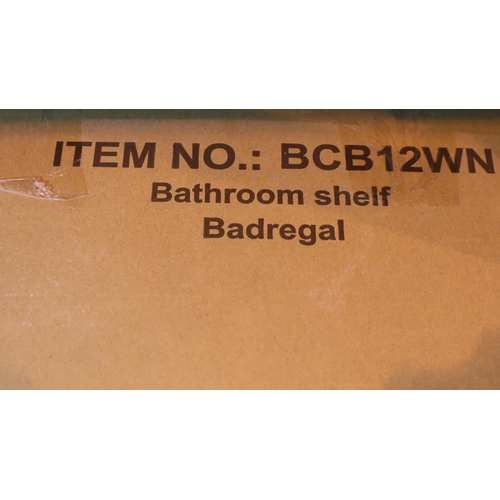 ITEM NO.: BCB12WN
Bathroom shelf
Badregal